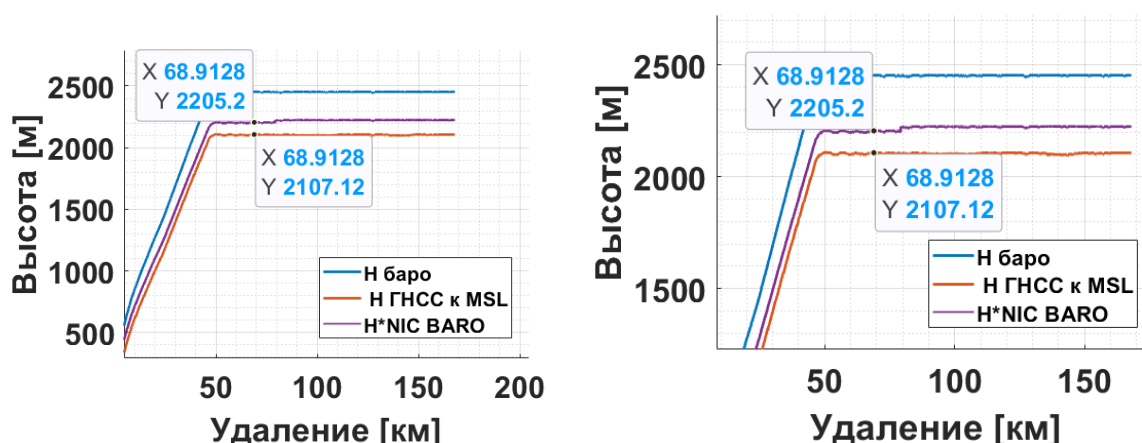 X 68.9128
Y 2205.2
X 68.9128
Y 2107.12
2500
2000
1500
1000
500
50
100
150
200
Высота [м]
Удаление [км]
Н баро
Н ГНСС к MSL
H*NIC BARO
X 68.9128
Y 2205.2
X 68.9128
Y 2107.12
2500
2000
1500
50
100
150
Высота [м]
Удаление [км]
Н баро
Н ГНСС к MSL
H*NIC BARO